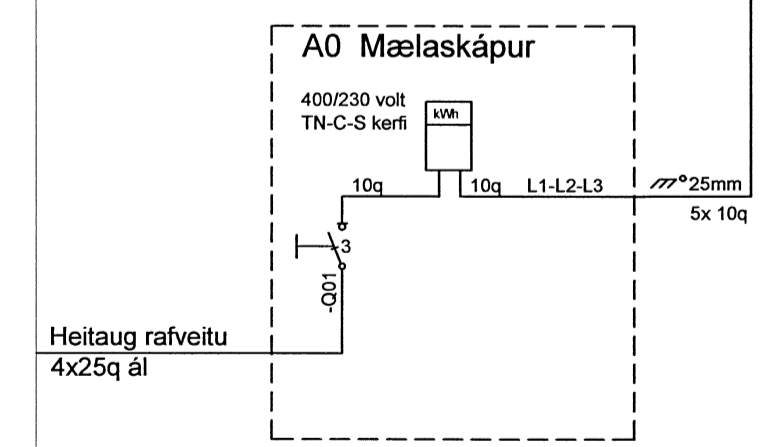 A0 Mælaskápur
400/230 volt
TN-C-S kerfi
kWh
10q
10q
L1-L2-L3
25mm
5x 10q
3
-Q01
Heitaug rafveitu
4x25q ál